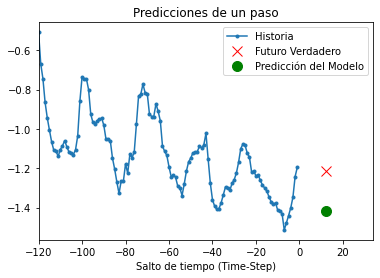 Predicciones de un paso
Historia
Futuro Verdadero
Predicción del Modelo
−0.6
−0.8
−1.0
−1.2
−1.4
−120 −100 −80 −60 −40 −20 0 20
Salto de tiempo (Time-Step)